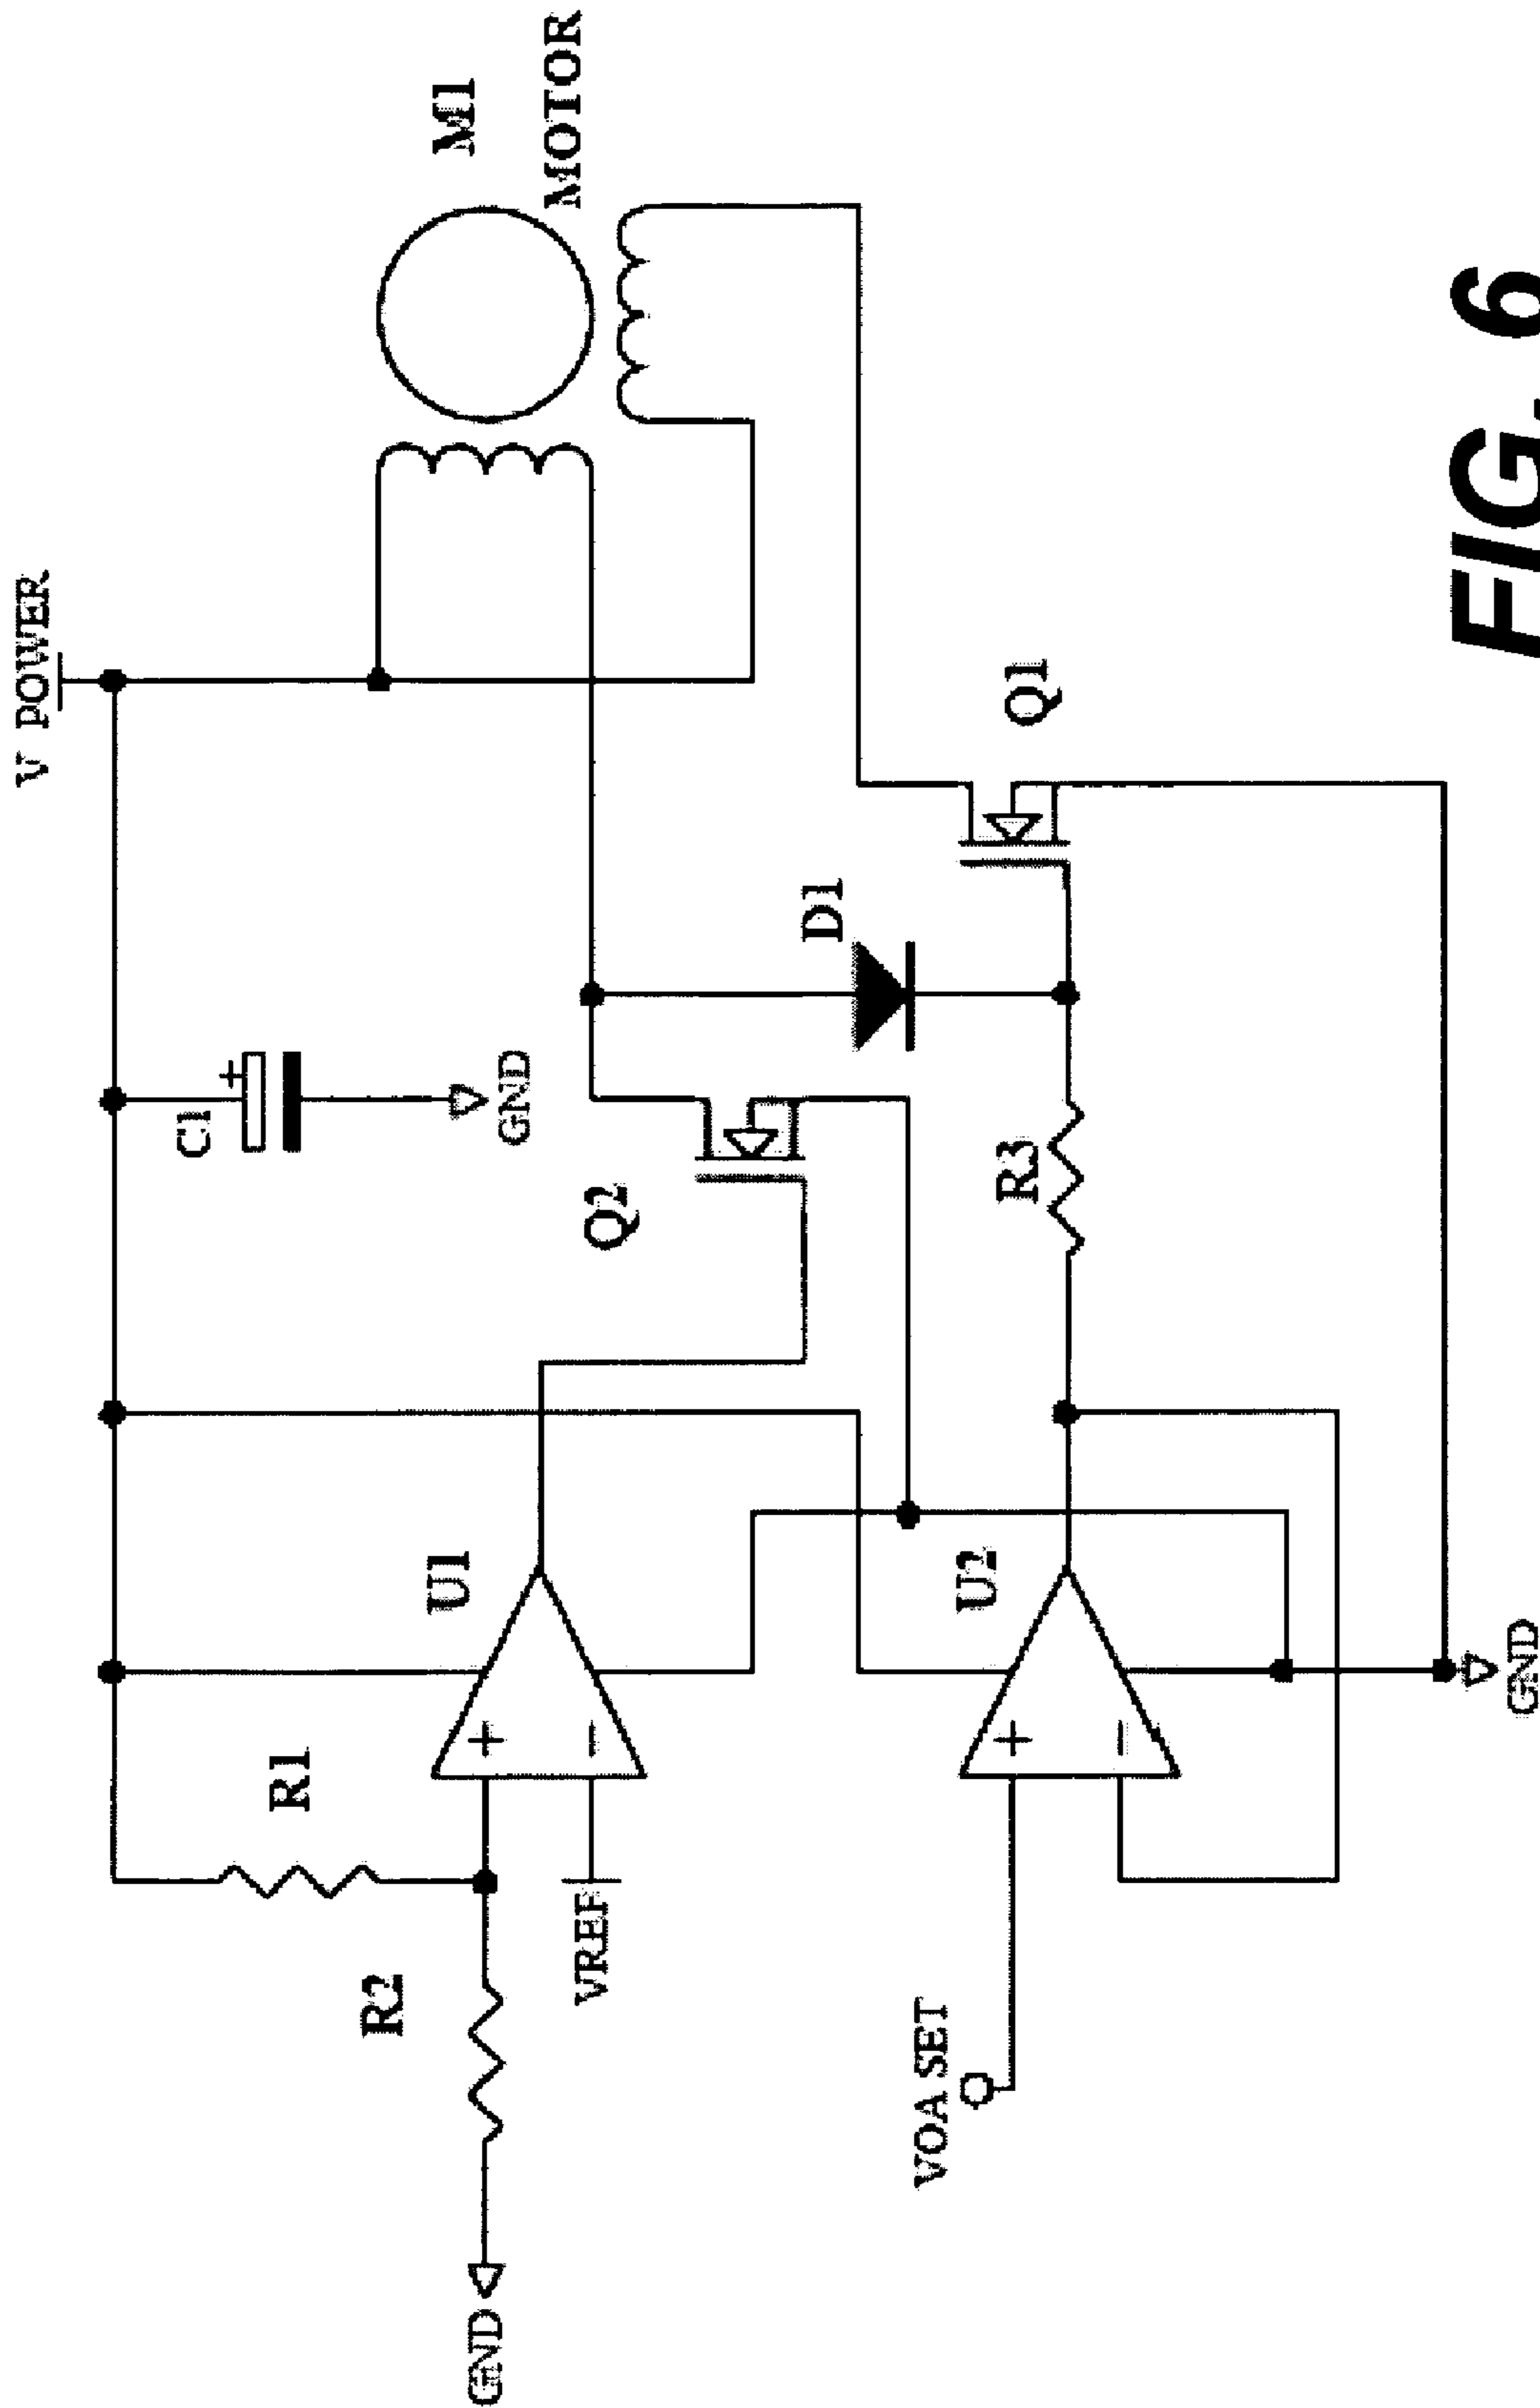 V POWER
M1
MOTOR
C1
GND
R1
U1
R2
VREF
Q2
D1
Q1
R3
U2
VOA SET
GND
GND
+
+
−
+
−
FIG. 6